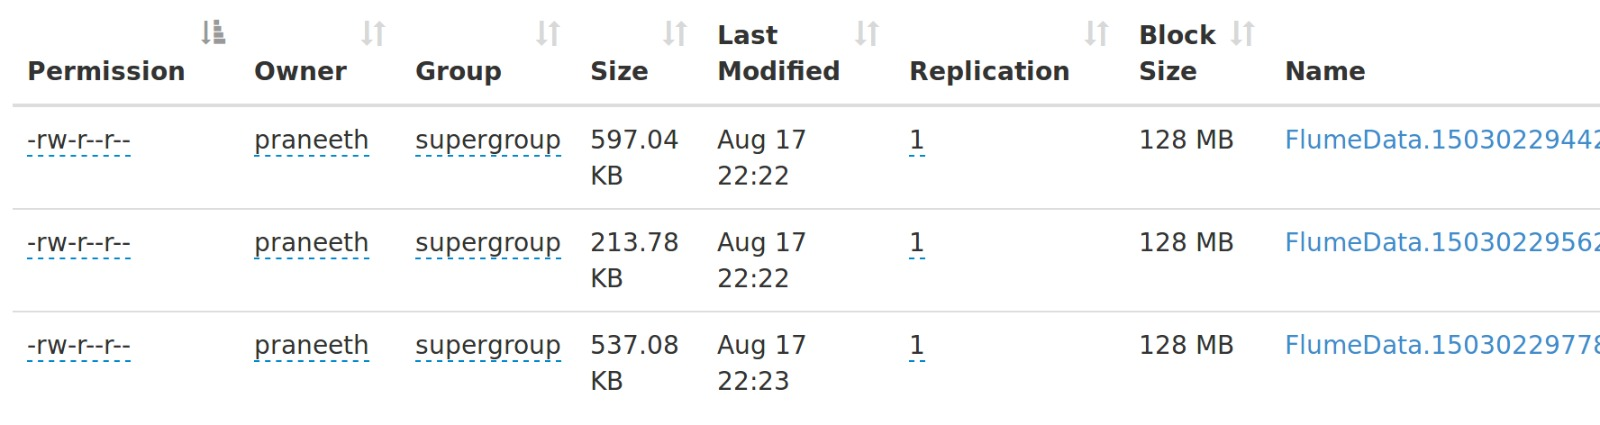 Permission Owner Group Size Last Modified Replication Block Size Name
-rw-r--r-- praneeth supergroup 597.04 KB Aug 17 22:22 1 128 MB FlumeData.15030229442
-rw-r--r-- praneeth supergroup 213.78 KB Aug 17 22:22 1 128 MB FlumeData.15030229562
-rw-r--r-- praneeth supergroup 537.08 KB Aug 17 22:23 1 128 MB FlumeData.15030229778